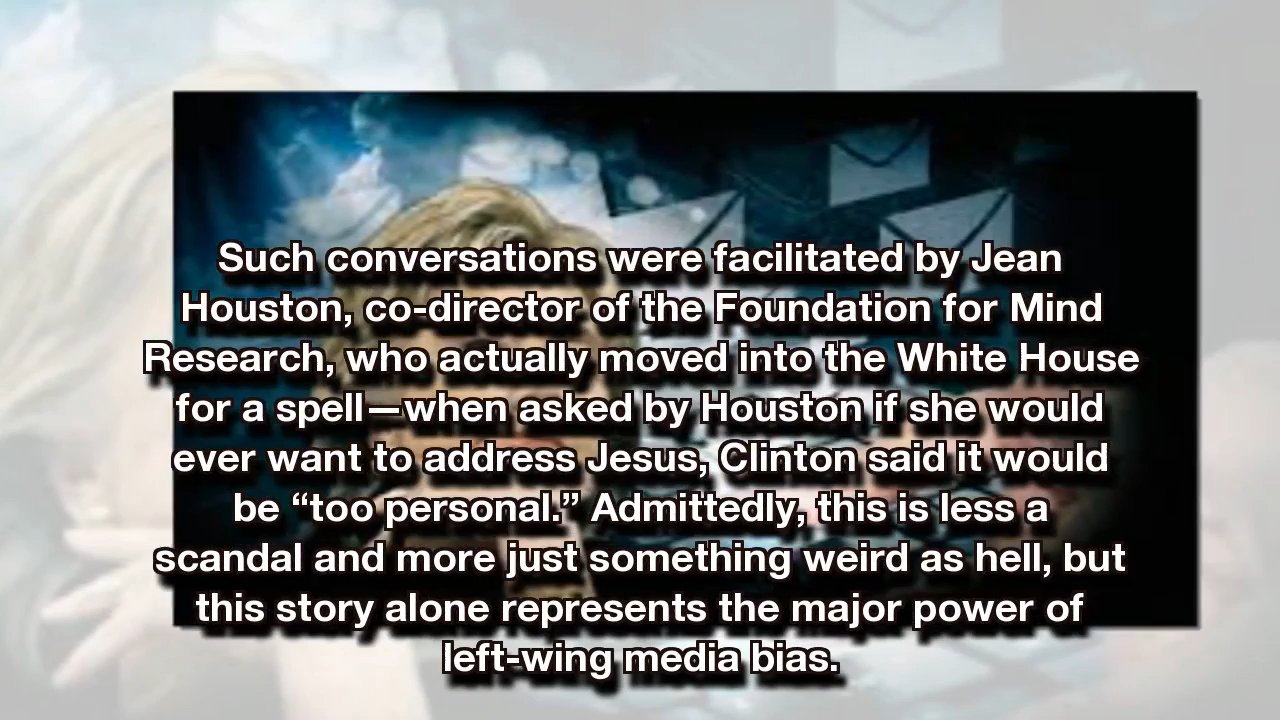 Such conversations were facilitated by Jean
Houston, co-director of the Foundation for Mind
Research, who actually moved into the White House
for a spell—when asked by Houston if she would
ever want to address Jesus, Clinton said it would
be “too personal.” Admittedly, this is less a
scandal and more just something weird as hell, but
this story alone represents the major power of
left-wing media bias.